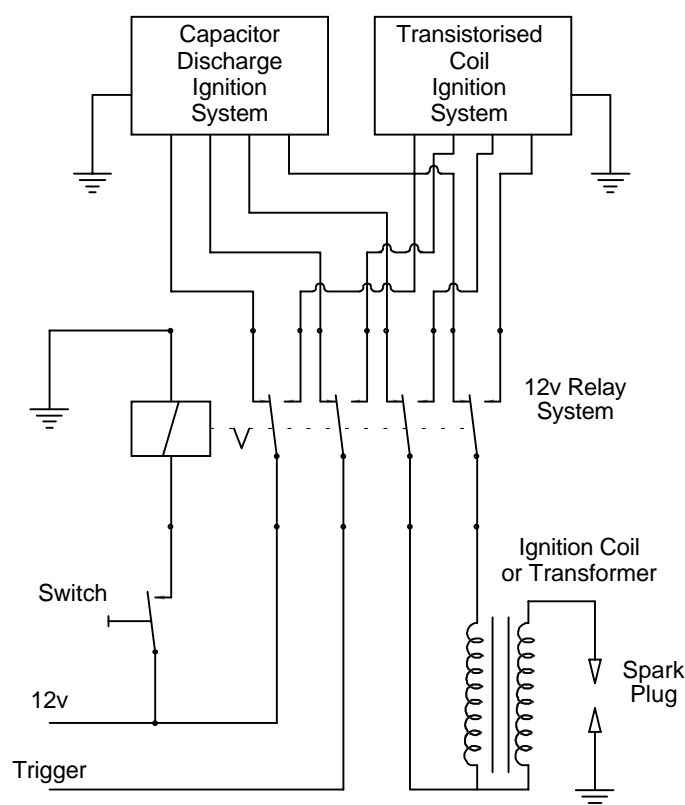 Capacitor
Discharge
Ignition
System
Transistorised
Coil
Ignition
System
12v Relay
System
Ignition Coil
or Transformer
Switch
Spark
Plug
12v
Trigger